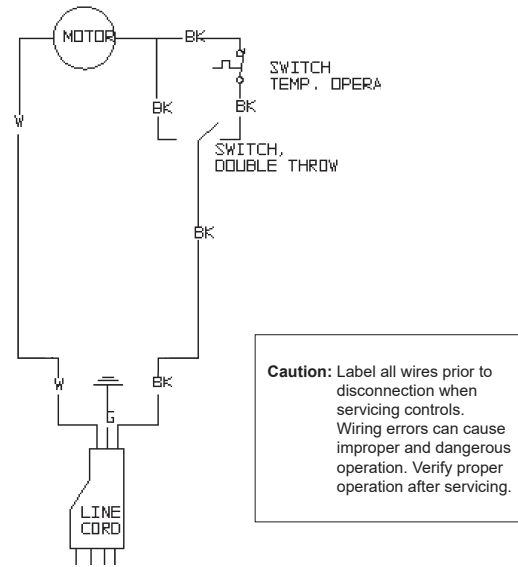 MOTOR
BK
SWITCH
TEMP. OPERA
BK
BK
W
SWITCH,
DOUBLE THROW
BK
W
BK
G
LINE
CORD
Caution: Label all wires prior to
disconnection when
servicing controls.
Wiring errors can cause
improper and dangerous
operation. Verify proper
operation after servicing.